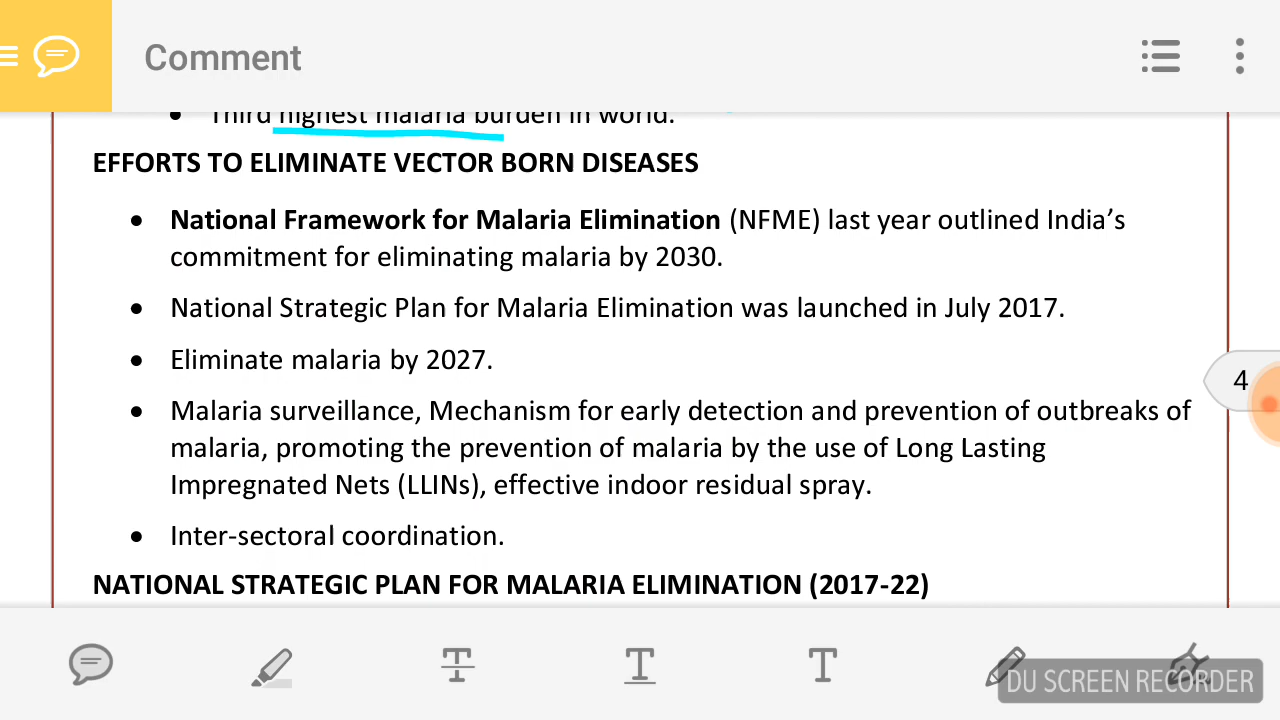 Comment
Third highest malaria burden in world.
EFFORTS TO ELIMINATE VECTOR BORN DISEASES
• National Framework for Malaria Elimination (NFME) last year outlined India’s
commitment for eliminating malaria by 2030.
• National Strategic Plan for Malaria Elimination was launched in July 2017.
• Eliminate malaria by 2027.
• Malaria surveillance, Mechanism for early detection and prevention of outbreaks of
malaria, promoting the prevention of malaria by the use of Long Lasting
Impregnated Nets (LLINs), effective indoor residual spray.
• Inter-sectoral coordination.
NATIONAL STRATEGIC PLAN FOR MALARIA ELIMINATION (2017-22)
4
T T T
DU SCREEN RECORDER